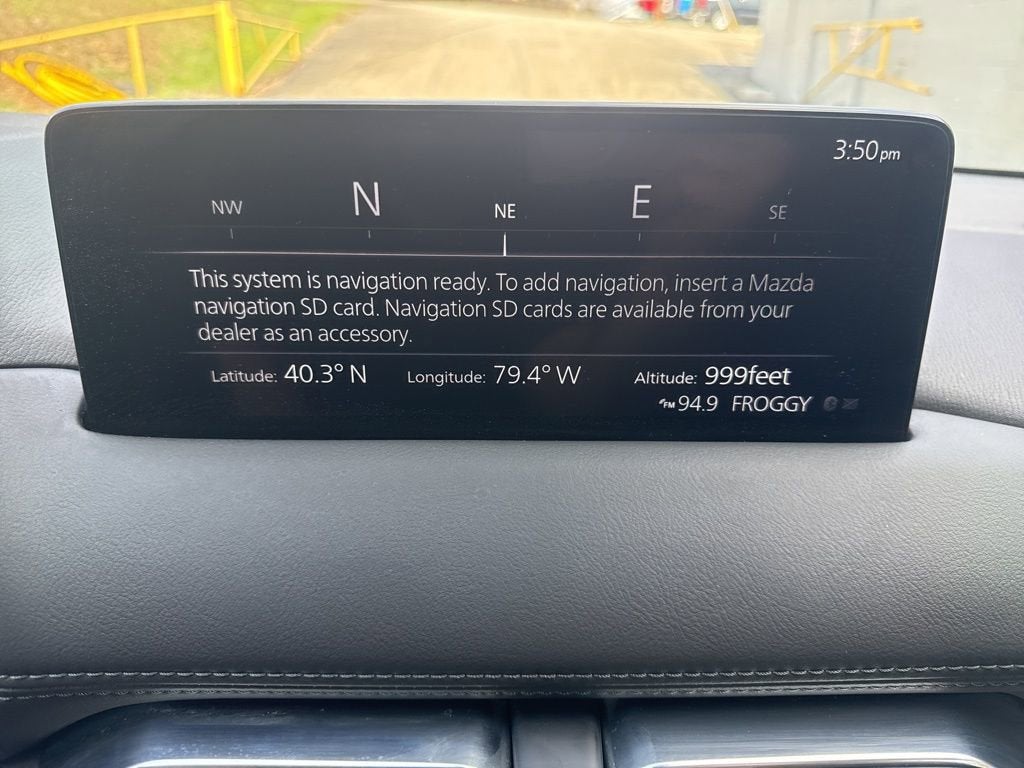 3:50pm
NW N NE E SE
This system is navigation ready. To add navigation, insert a Mazda
navigation SD card. Navigation SD cards are available from your
dealer as an accessory.
Latitude: 40.3° N Longitude: 79.4° W Altitude: 999feet
FM 94.9 FROGGY